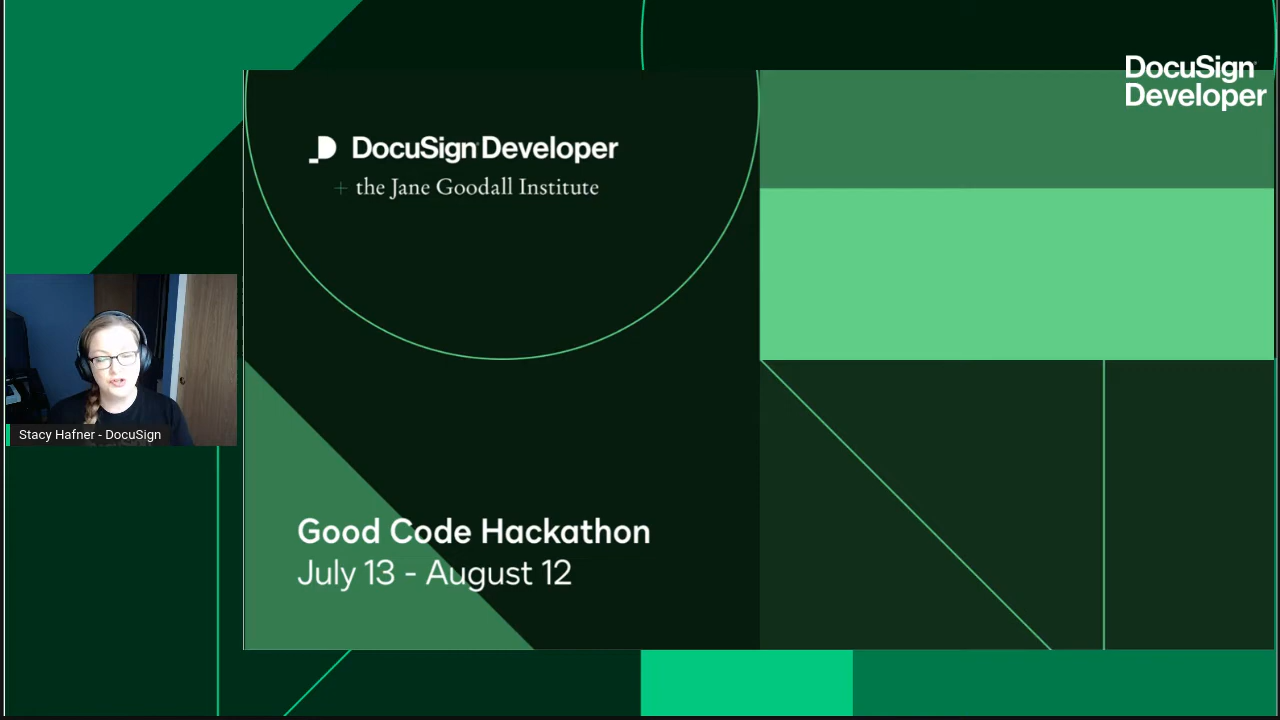 DocuSign
Developer
DocuSign Developer
+ the Jane Goodall Institute
Stacy Hafner - DocuSign
Good Code Hackathon
July 13 - August 12